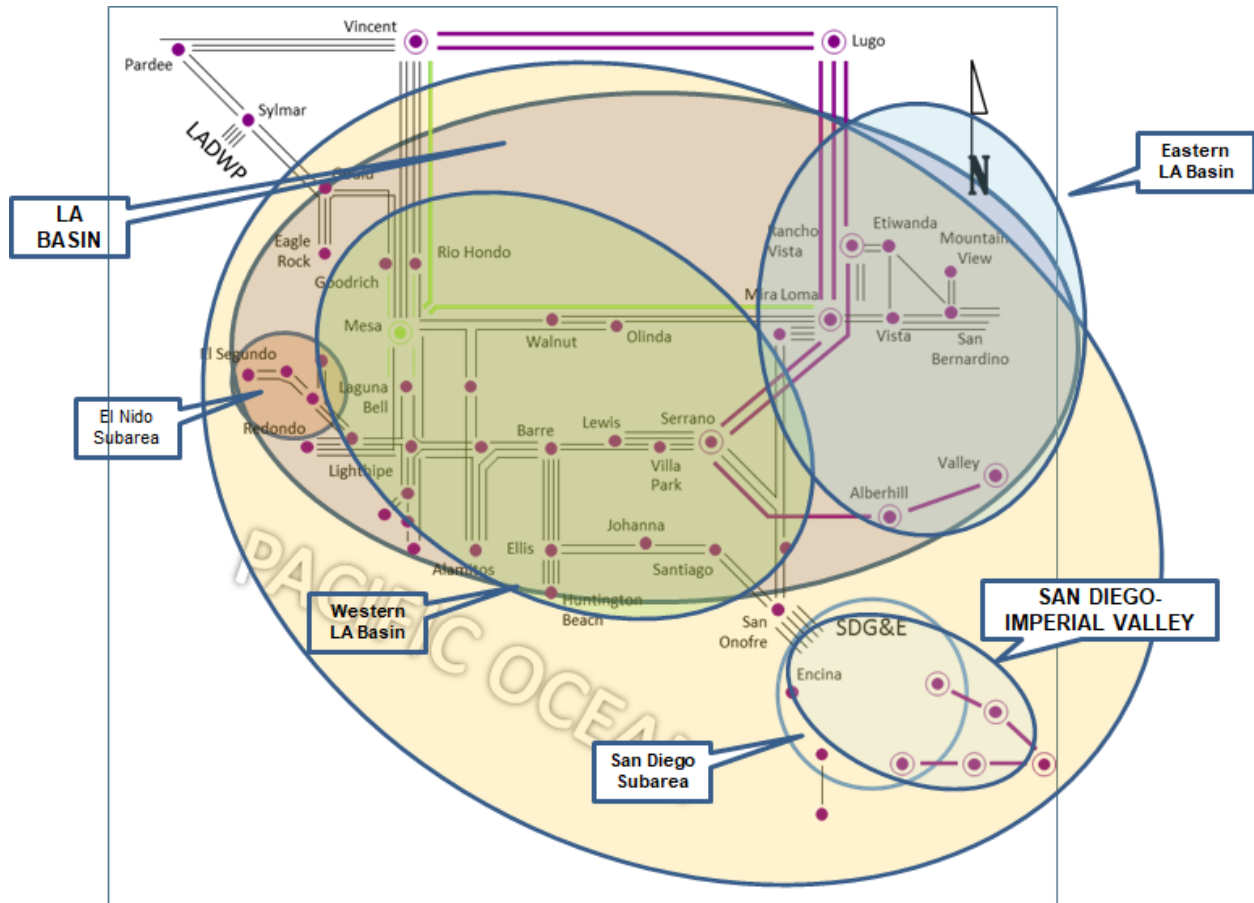 Vincent
Lugo
Pardee
Sylmar
LADWP
Eastern
LA Basin
N
LA
BASIN
Gould
Eagle
Rock
Goodrich
Rio Hondo
Rancho
Vista
Etiwanda
Mountain
View
Mira Loma
Mesa
Walnut
Olinda
Vista
San
Bernardino
El Segundo
El Nido
Subarea
Laguna
Bell
Redondo
Lighthipe
Barre
Lewis
Serrano
Villa
Park
Valley
Alberhill
Johanna
Ellis
Santiago
Alamitos
PACIFIC OCEAN
Western
LA Basin
Huntington
Beach
San
Onofre
SDG&E
SAN DIEGO-
IMPERIAL VALLEY
Encina
San Diego
Subarea